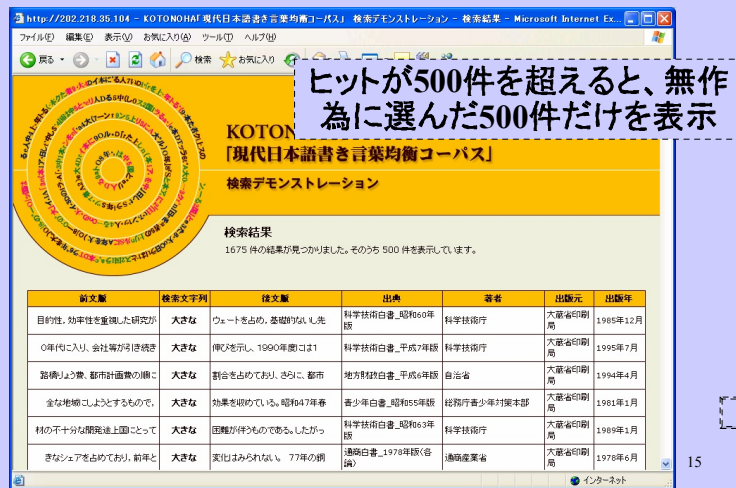 http://202.218.35.104 - KOTONOHA「現代日本語書き言葉均衡コーパス」 検索デモンストレーション - 検索結果 - Microsoft Internet Ex...
ファイル(F) 編集(E) 表示(V) お気に入り(A) ツール(T) ヘルプ(H)
戻る 検索 お気に入り
ヒットが500件を超えると、無作
為に選んだ500件だけを表示
KOTON
「現代日本語書き言葉均衡コーパス」
検索デモンストレーション
検索結果
1675 件の結果が見つかりました。そのうち 500 件を表示しています。
前文脈 検索文字列 後文脈 出典 著者 出版元 出版年
目的性，効率性を重視した研究が 大きな ウェートを占め，基礎的ないし先 科学技術白書_昭和60年版 科学技術庁 大蔵省印刷局 1985年12月
0年代に入り、会社等が引き続き 大きな 伸びを示し、1990年度には1 科学技術白書_平成7年版 科学技術庁 大蔵省印刷局 1995年7月
路橋りょう費、都市計画費の順に 大きな 割合を占めており、さらに、都市 地方財政白書_平成6年版 自治省 大蔵省印刷局 1994年4月
全な地域にしようとするもので， 大きな 効果を収めている。昭和47年春 青少年白書_昭和55年版 総務庁青少年対策本部 大蔵省印刷局 1981年1月
材の不十分な開発途上国にとって 大きな 困難が伴うものである。したがっ 科学技術白書_昭和63年版 科学技術庁 大蔵省印刷局 1989年1月
きなシェアを占めており，前年と 大きな 変化はみられない。 77年の鋼 通商白書_1978年版(各論) 通商産業省 大蔵省印刷局 1978年6月
インターネット
15